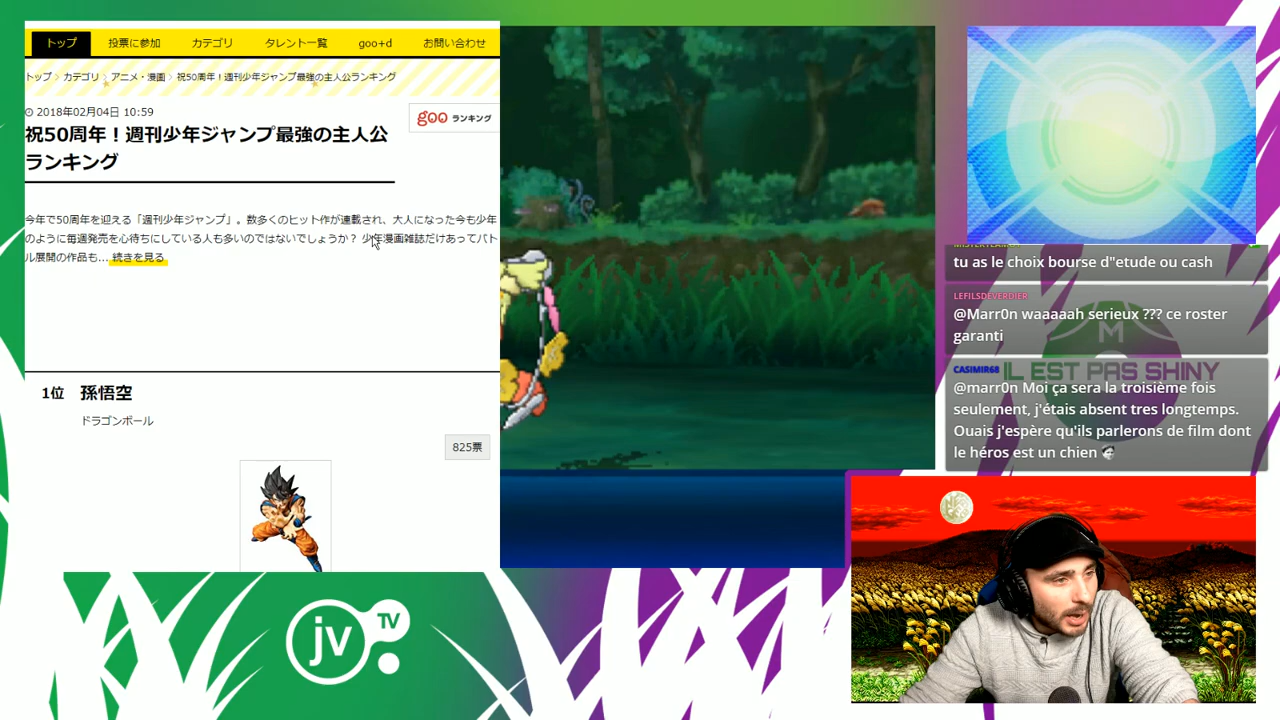 トップ 投票に参加 カテゴリ タレント一覧 goo+d お問い合わせ
トップ > カテゴリ > アニメ・漫画 > 祝50周年！週刊少年ジャンプ最強の主人公ランキング
2018年02月04日 10:59
goo ランキング
祝50周年！週刊少年ジャンプ最強の主人公
ランキング
今年で50周年を迎える「週刊少年ジャンプ」。数多くのヒット作が連載され、大人になった今も少年
のように毎週発売を心待ちにしている人も多いのではないでしょうか？ 少年漫画雑誌だけあってバト
ル展開の作品も… 続きを見る
1位 孫悟空
ドラゴンボール
825票
jv TV
tu as le choix bourse d"etude ou cash
LEFILSDEVERDIER
@Marr0n waaaaah serieux ??? ce roster
garanti
M
IL EST PAS SHINY
CASIMIR68
@marr0n Moi ça sera la troisième fois
seulement, j'étais absent tres longtemps.
Ouais j'espère qu'ils parlerons de film dont
le héros est un chien